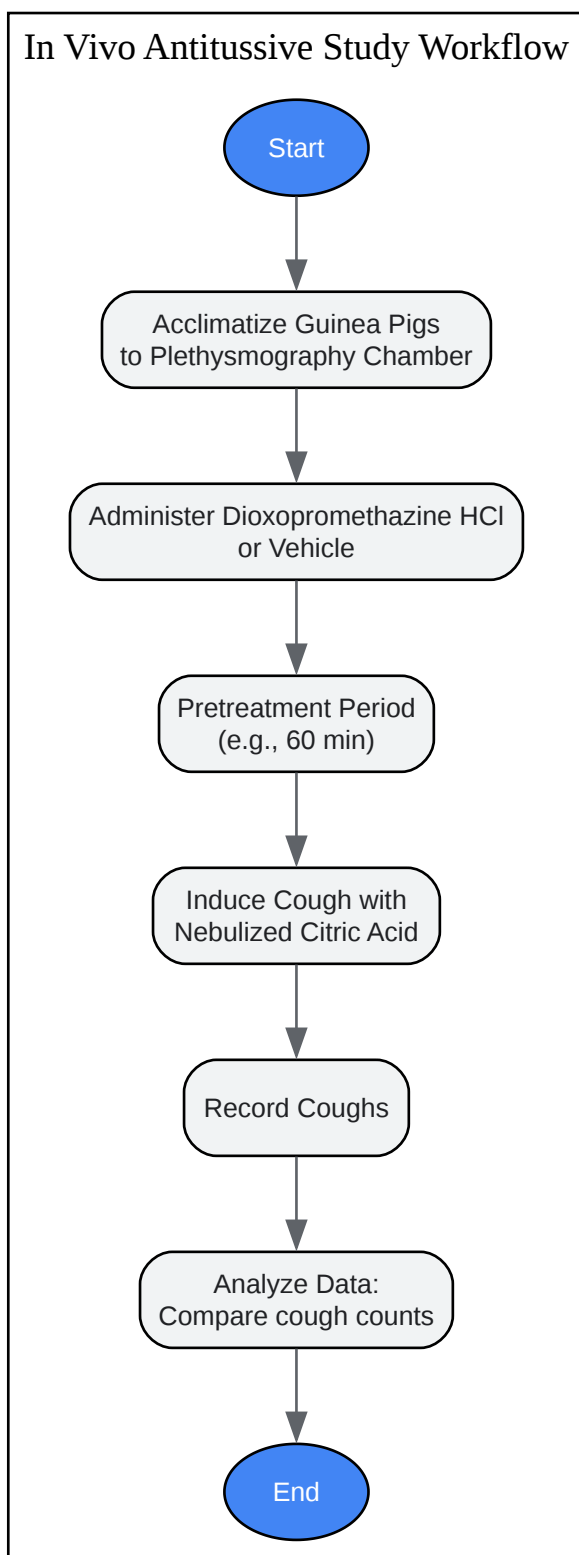 In Vivo Antitussive Study Workflow
Start
Acclimatize Guinea Pigs
to Plethysmography Chamber
Administer Dioxopromethazine HCl
or Vehicle
Pretreatment Period
(e.g., 60 min)
Induce Cough with
Nebulized Citric Acid
Record Coughs
Analyze Data:
Compare cough counts
End